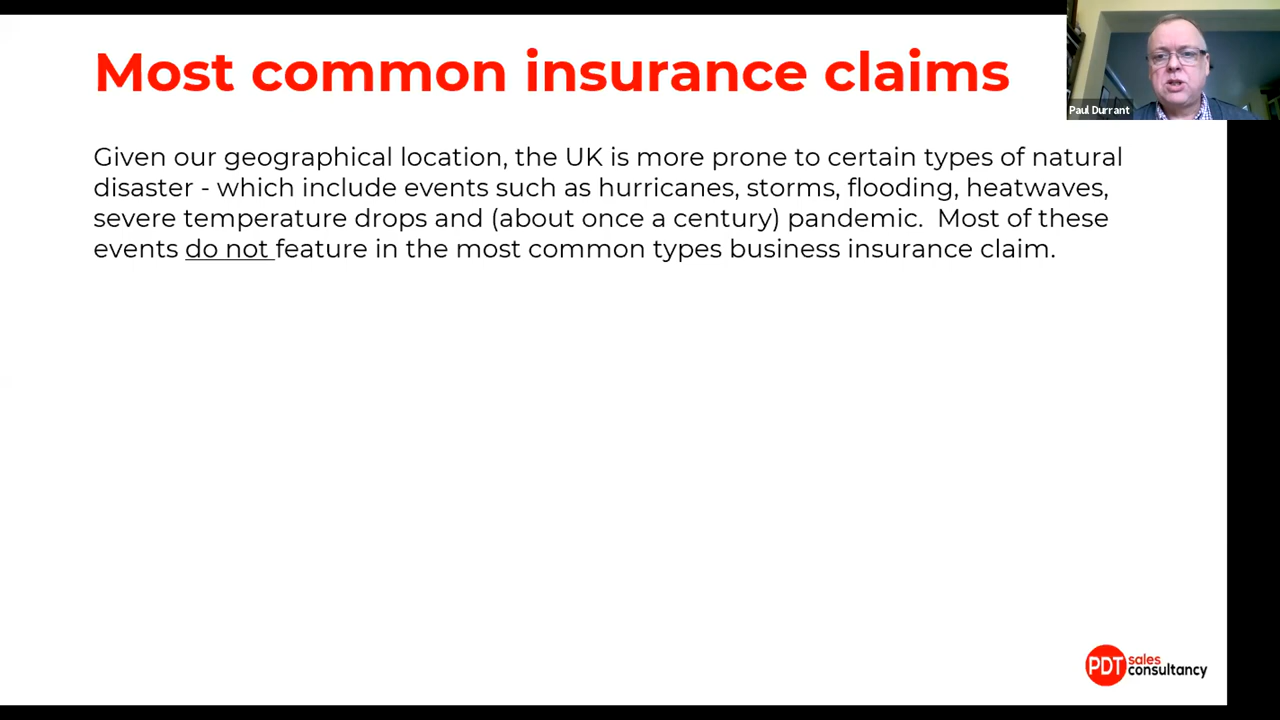 Most common insurance claims
Paul Durrant
Given our geographical location, the UK is more prone to certain types of natural
disaster - which include events such as hurricanes, storms, flooding, heatwaves,
severe temperature drops and (about once a century) pandemic.  Most of these
events do not feature in the most common types business insurance claim.
PDT sales
consultancy